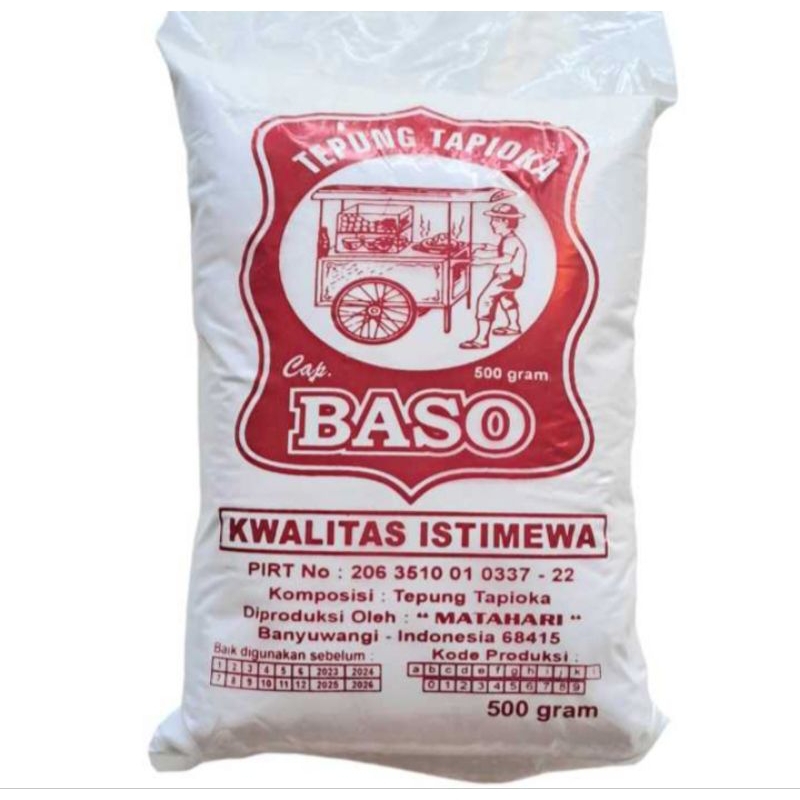 TEPUNG TAPIOKA
Cap.
500 gram
BASO
KWALITAS ISTIMEWA
PIRT No : 206 3510 01 0337 - 22
Komposisi : Tepung Tapioka
Diproduksi Oleh : “ MATAHARI “
Banyuwangi - Indonesia 68415
Baik digunakan sebelum :
1 2 3 4 5 6 2023 2024
7 8 9 10 11 12 2025 2026
Kode Produksi :
a b c d e f g h i j k l
0 1 2 3 4 5 6 7 8 9
500 gram